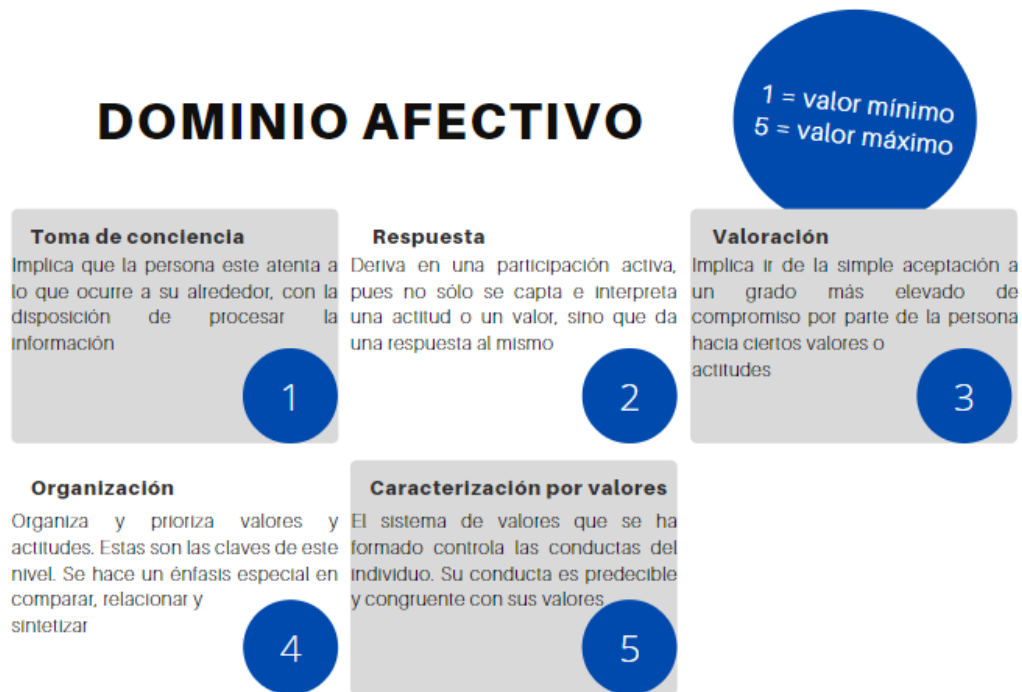 DOMINIO AFECTIVO
1 = valor mínimo
5 = valor máximo
Toma de conciencia
Implica que la persona este atenta a
lo que ocurre a su alrededor, con la
disposición de procesar la
información
1
Respuesta
Deriva en una participación activa,
pues no sólo se capta e interpreta
una actitud o un valor, sino que da
una respuesta al mismo
2
Valoración
Implica ir de la simple aceptación a
un grado más elevado de
compromiso por parte de la persona
hacia ciertos valores o
actitudes
3
Organización
Organiza y prioriza valores y
actitudes. Estas son las claves de este
nivel. Se hace un énfasis especial en
comparar, relacionar y
sintetizar
4
Caracterización por valores
El sistema de valores que se ha
formado controla las conductas del
individuo. Su conducta es predecible
y congruente con sus valores
5